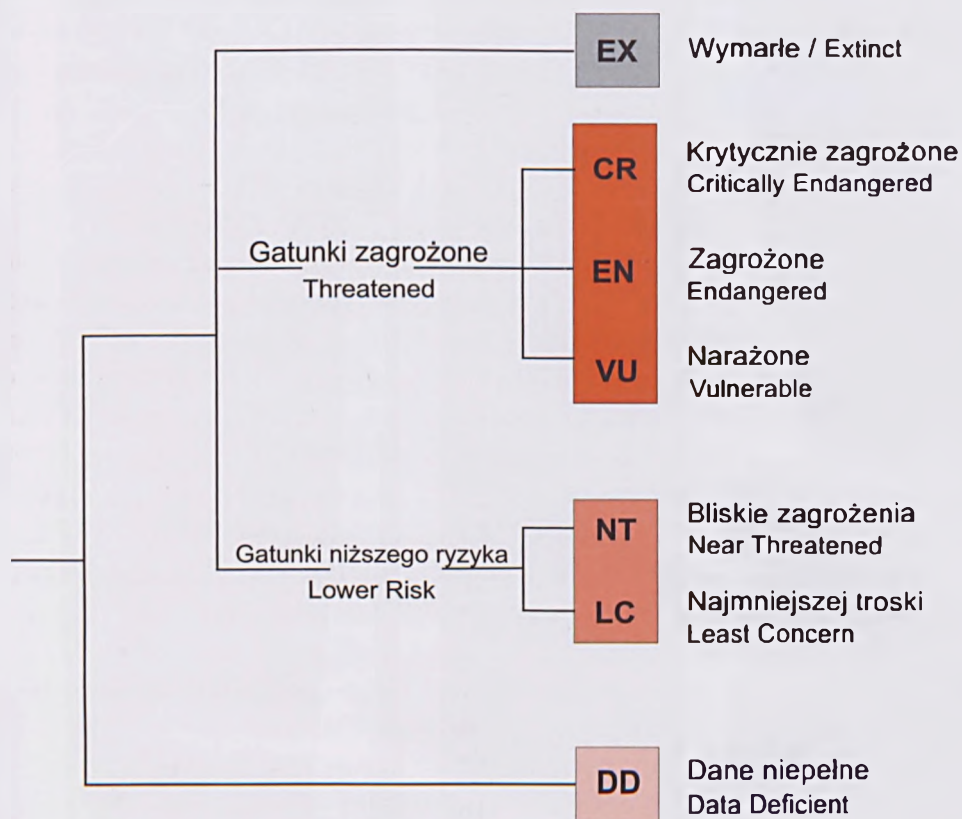 EX
Wymarłe / Extinct
CR
Krytycznie zagrożone
Critically Endangered
Gatunki zagrożone
Threatened
EN
Zagrożone
Endangered
VU
Narażone
Vulnerable
NT
Bliskie zagrożenia
Near Threatened
Gatunki niższego ryzyka
Lower Risk
LC
Najmniejszej troski
Least Concern
DD
Dane niepełne
Data Deficient